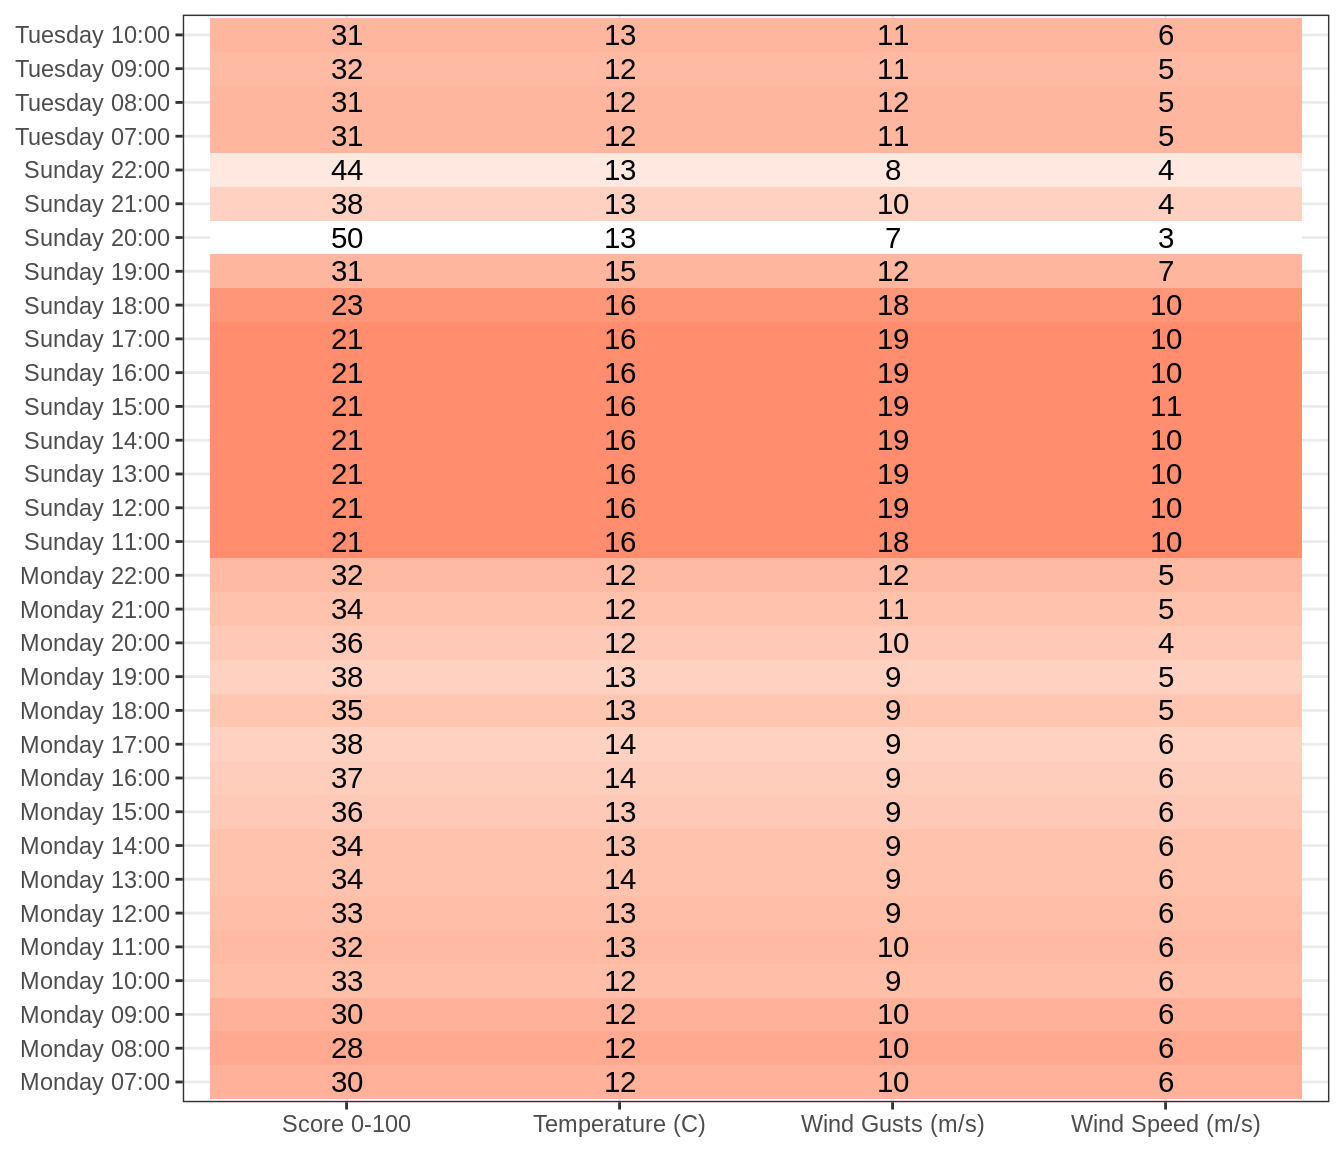 Tuesday 10:00 31 13 11 6
Tuesday 09:00 32 12 11 5
Tuesday 08:00 31 12 12 5
Tuesday 07:00 31 12 11 5
Sunday 22:00 44 13 8 4
Sunday 21:00 38 13 10 4
Sunday 20:00 50 13 7 3
Sunday 19:00 31 15 12 7
Sunday 18:00 23 16 18 10
Sunday 17:00 21 16 19 10
Sunday 16:00 21 16 19 10
Sunday 15:00 21 16 19 11
Sunday 14:00 21 16 19 10
Sunday 13:00 21 16 19 10
Sunday 12:00 21 16 19 10
Sunday 11:00 21 16 18 10
Monday 22:00 32 12 12 5
Monday 21:00 34 12 11 5
Monday 20:00 36 12 10 4
Monday 19:00 38 13 9 5
Monday 18:00 35 13 9 5
Monday 17:00 38 14 9 6
Monday 16:00 37 14 9 6
Monday 15:00 36 13 9 6
Monday 14:00 34 13 9 6
Monday 13:00 34 14 9 6
Monday 12:00 33 13 9 6
Monday 11:00 32 13 10 6
Monday 10:00 33 12 9 6
Monday 09:00 30 12 10 6
Monday 08:00 28 12 10 6
Monday 07:00 30 12 10 6
Score 0-100 Temperature (C) Wind Gusts (m/s) Wind Speed (m/s)